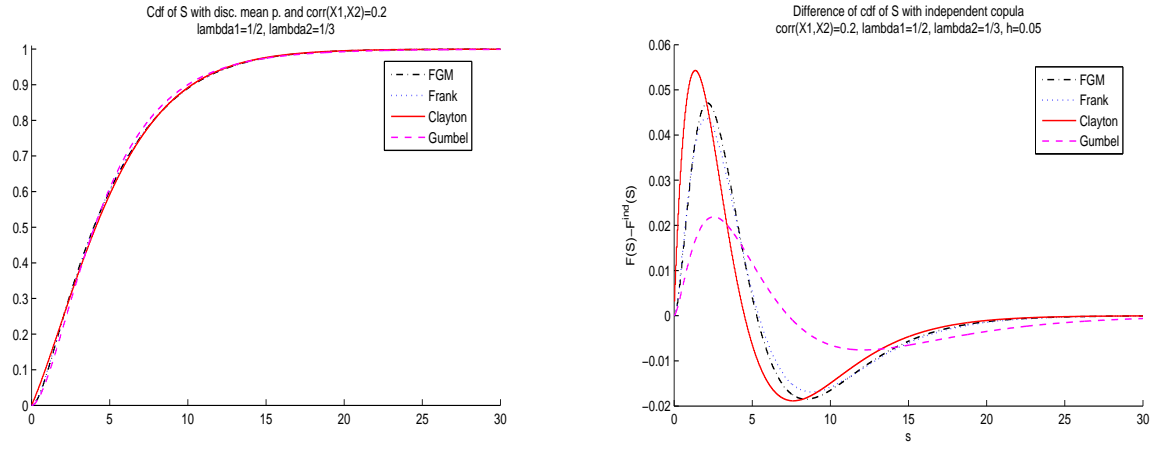 Cdf of S with disc. mean p. and corr(X1,X2)=0.2
lambda1=1/2, lambda2=1/3
1
0.9
0.8
0.7
0.6
0.5
0.4
0.3
0.2
0.1
0
0 5 10 15 20 25 30
FGM
Frank
Clayton
Gumbel
Difference of cdf of S with independent copula
corr(X1,X2)=0.2, lambda1=1/2, lambda2=1/3, h=0.05
F(S)−F^ind(S)
0.06
0.05
0.04
0.03
0.02
0.01
0
−0.01
−0.02
0 5 10 15 20 25 30
s
FGM
Frank
Clayton
Gumbel